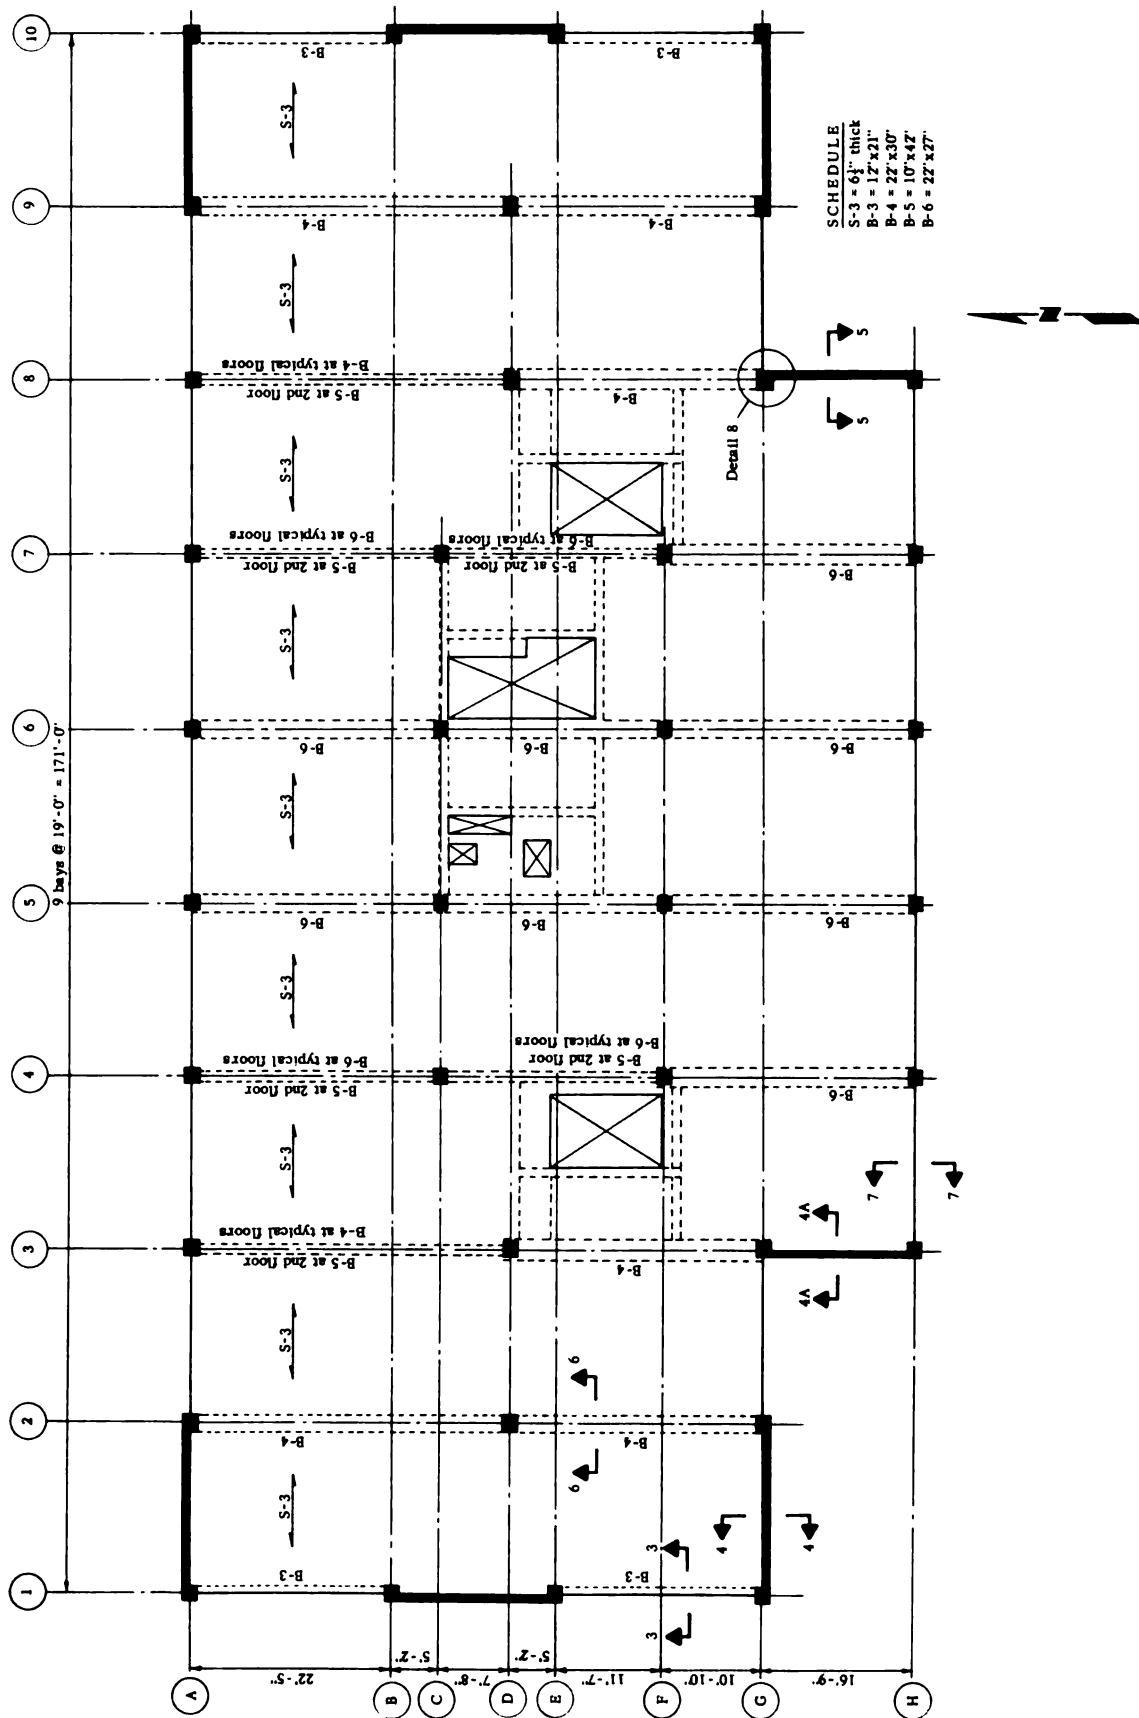 10
9
8
7
6
5
4
3
2
1
9 bays @ 19'-0" = 171'-0"
B-3
B-3
S-3
B-4
B-4
S-3
B-4 at typical floors
B-5 at 2nd floor
B-4
S-3
B-6 at typical floors
B-5 at 2nd floor
B-6 at typical floors
B-5 at 2nd floor
B-6
S-3
B-6
B-6
B-6
S-3
B-6
B-6
B-6
S-3
B-6 at typical floors
B-5 at 2nd floor
B-6 at typical floors
B-5 at 2nd floor
B-6
S-3
B-4 at typical floors
B-5 at 2nd floor
B-4
S-3
B-4
B-4
S-3
B-3
B-3
Detail 8
5
5
7
7
4A
4A
6
6
4
4
3
3
SCHEDULE
S-3 = 6½" thick
B-3 = 12"x21"
B-4 = 22"x30"
B-5 = 10"x42"
B-6 = 22"x27"
N
22'-5"
5'-2"
7'-8"
5'-2"
11'-7"
10'-10"
16'-9"
A
B
C
D
E
F
G
H